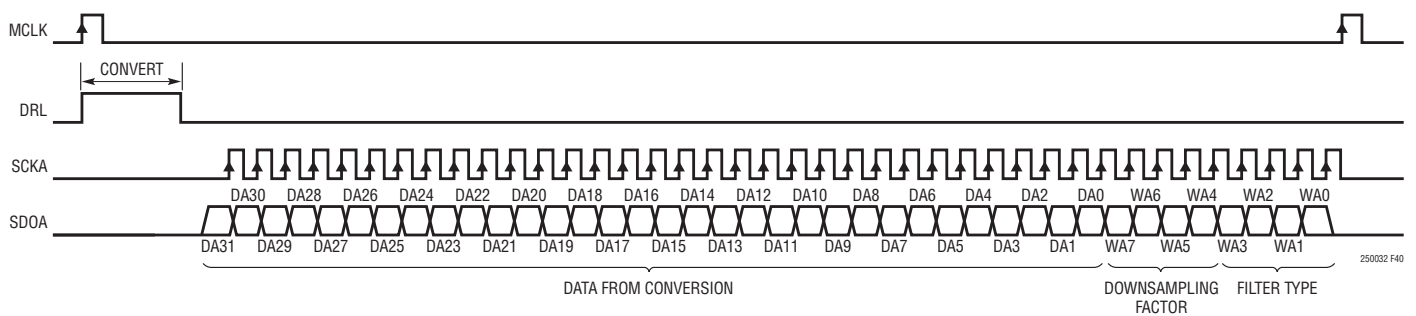 MCLK
CONVERT
DRL
SCKA
DA30 DA28 DA26 DA24 DA22 DA20 DA18 DA16 DA14 DA12 DA10 DA8 DA6 DA4 DA2 DA0 WA6 WA4 WA2 WA0
SDOA
DA31 DA29 DA27 DA25 DA23 DA21 DA19 DA17 DA15 DA13 DA11 DA9 DA7 DA5 DA3 DA1 WA7 WA5 WA3 WA1
250032 F40
DATA FROM CONVERSION
DOWNSAMPLING
FACTOR
FILTER TYPE